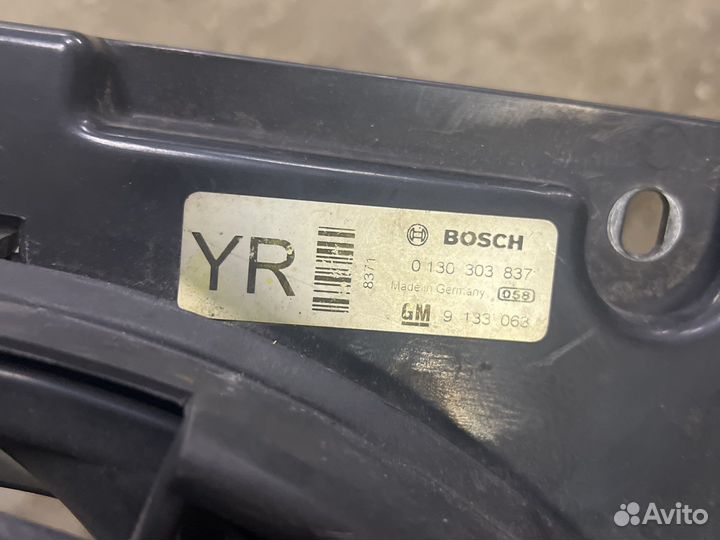 YR
8371
BOSCH
0 130 303 837
Made in Germany 058
GM 9 133 063
Avito